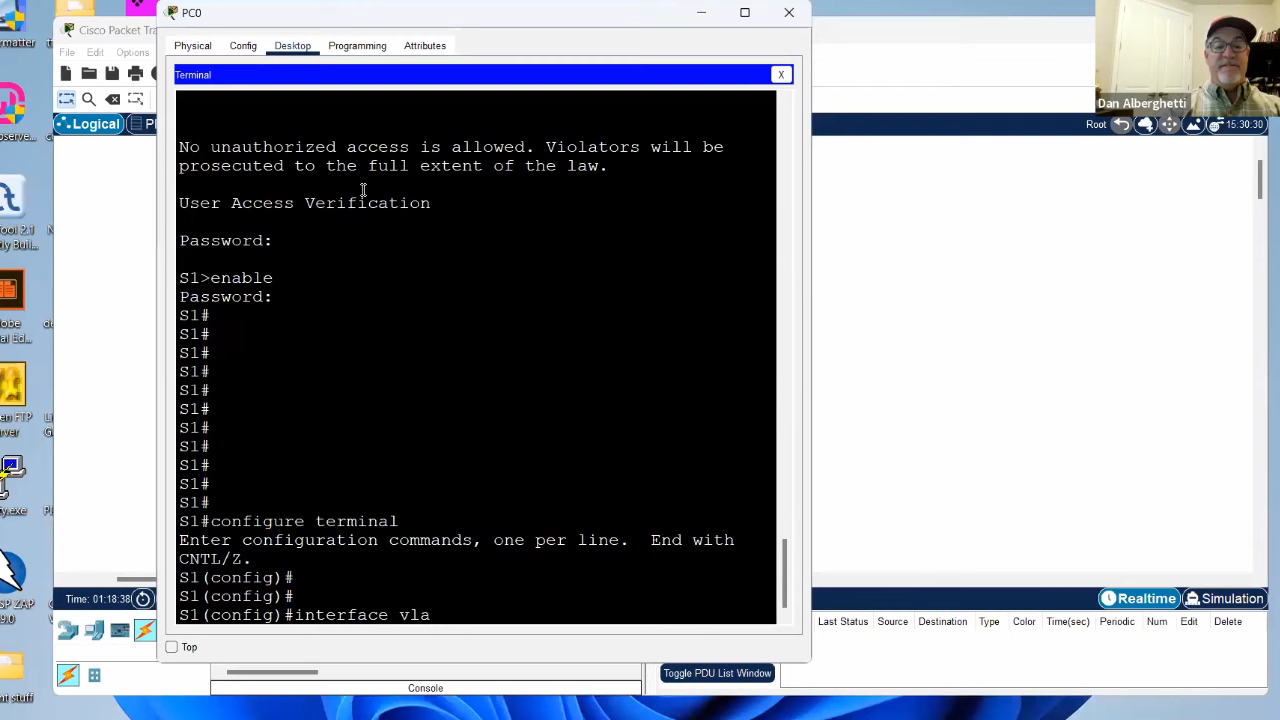 PC0
Cisco Packet Tra
File Edit Options
Physical Config Desktop Programming Attributes
Dan Alberghetti
Terminal X
Logical
Root 15:30:30
No unauthorized access is allowed. Violators will be
prosecuted to the full extent of the law.
User Access Verification
Password:
S1>enable
Password:
S1#
S1#
S1#
S1#
S1#
S1#
S1#
S1#
S1#
S1#
S1#
S1#configure terminal
Enter configuration commands, one per line. End with
CNTL/Z.
S1(config)#
S1(config)#
S1(config)#interface vla
Time: 01:18:38
Realtime Simulation
Vis. Last Status Source Destination Type Color Time(sec) Periodic Num Edit Delete
Top
Toggle PDU List Window
Console